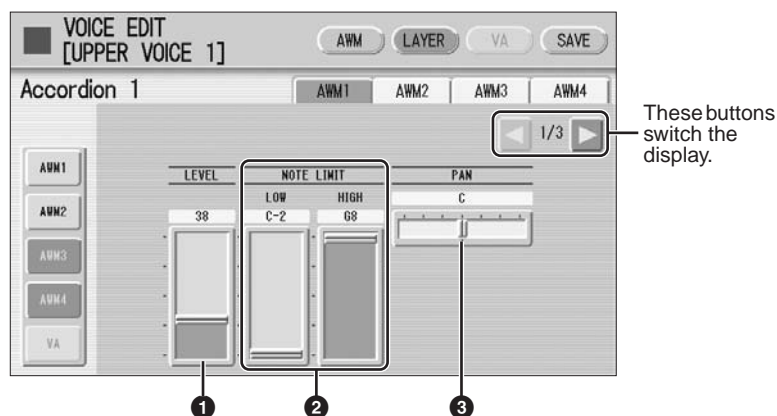 VOICE EDIT
[UPPER VOICE 1]
AWM LAYER VA SAVE
Accordion 1
AWM1 AWM2 AWM3 AWM4
1/3
These buttons
switch the
display.
AWM1
AWM2
AWM3
AWM4
VA
LEVEL NOTE LIMIT PAN
LOW HIGH C
38 C-2 G8
1 2 3